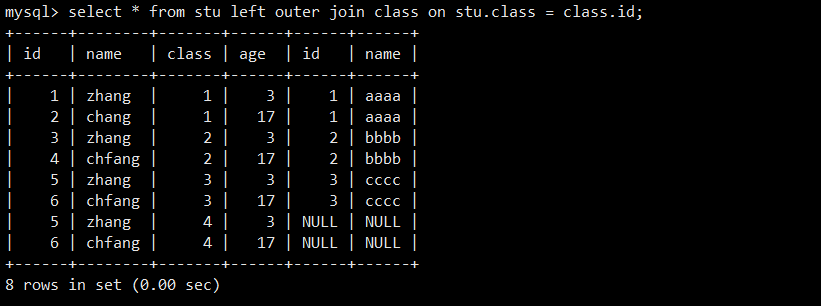 mysql> select * from stu left outer join class on stu.class = class.id;
+------+--------+-------+------+------+------+
| id   | name   | class | age  | id   | name |
+------+--------+-------+------+------+------+
|    1 | zhang  |     1 |    3 |    1 | aaaa |
|    2 | chang  |     1 |   17 |    1 | aaaa |
|    3 | zhang  |     2 |    3 |    2 | bbbb |
|    4 | chfang |     2 |   17 |    2 | bbbb |
|    5 | zhang  |     3 |    3 |    3 | cccc |
|    6 | chfang |     3 |   17 |    3 | cccc |
|    5 | zhang  |     4 |    3 | NULL | NULL |
|    6 | chfang |     4 |   17 | NULL | NULL |
+------+--------+-------+------+------+------+
8 rows in set (0.00 sec)